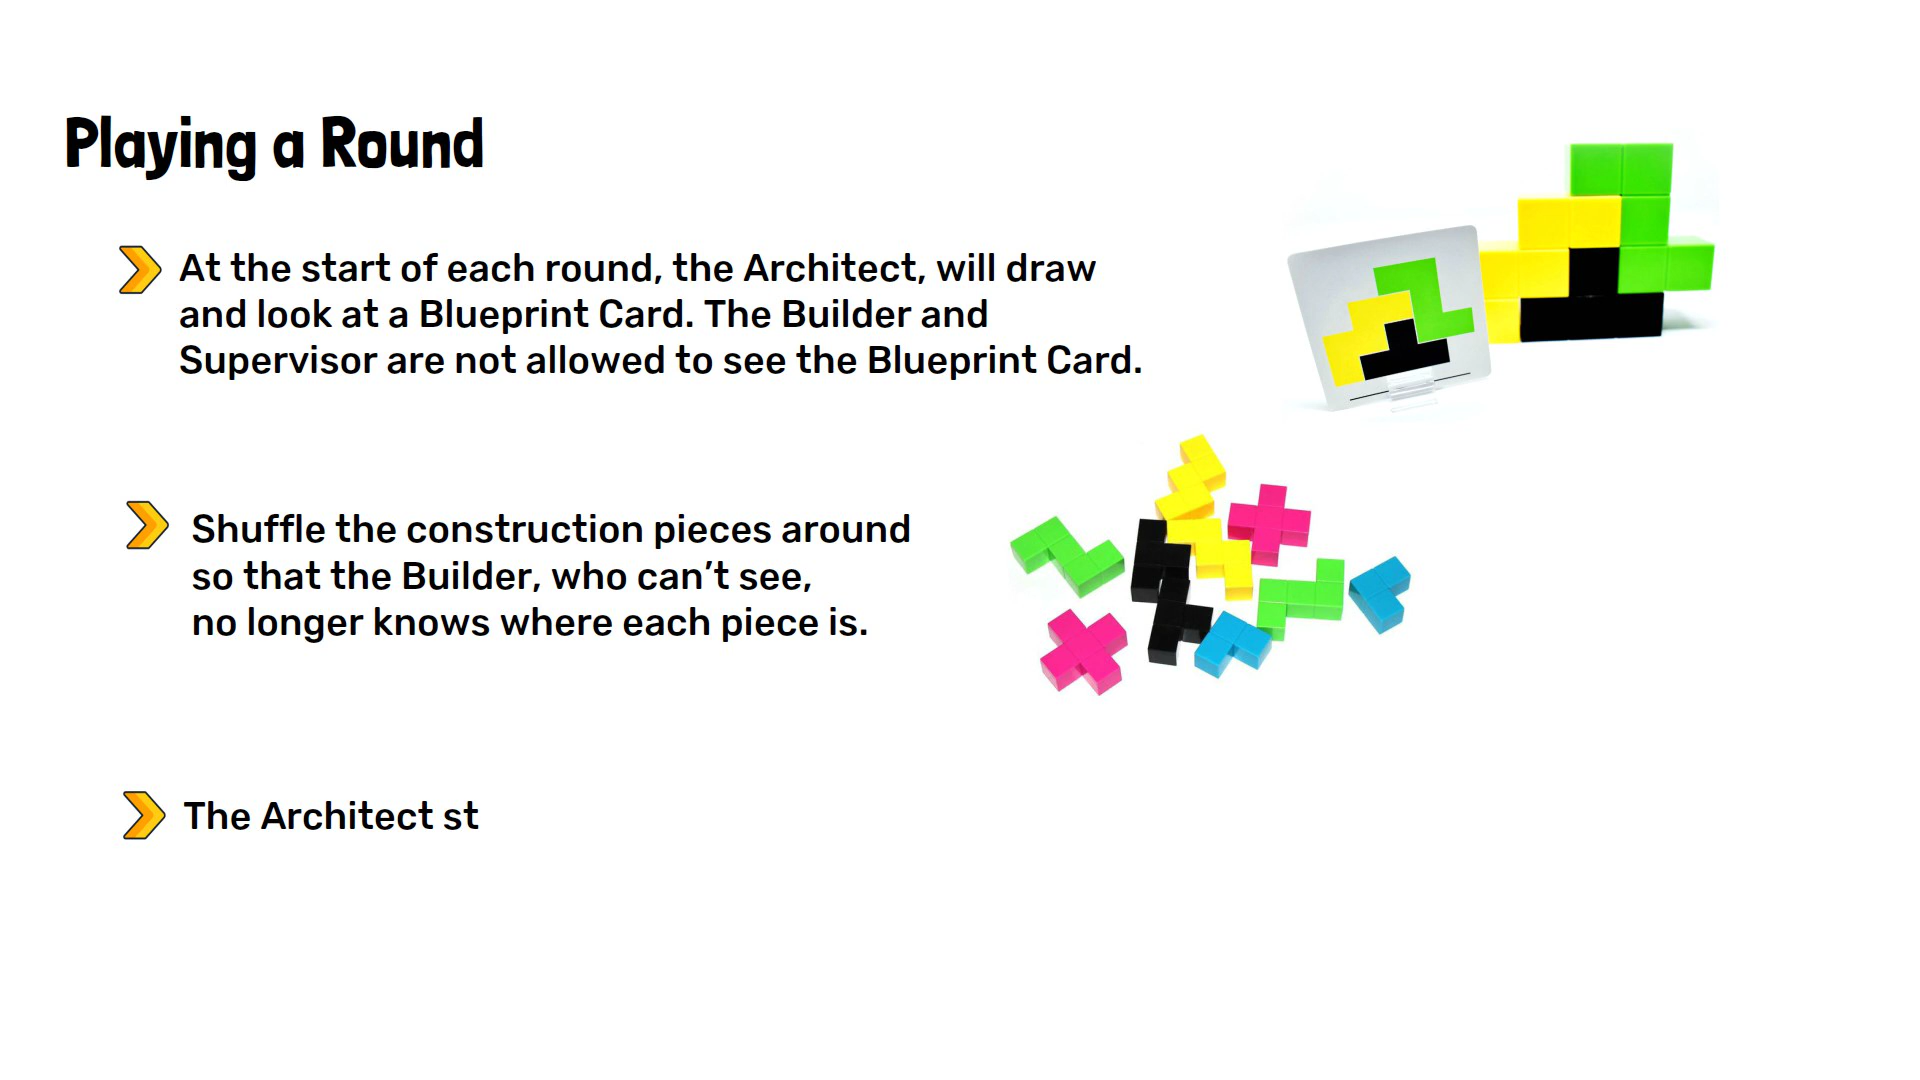 Playing a Round
At the start of each round, the Architect, will draw
and look at a Blueprint Card. The Builder and
Supervisor are not allowed to see the Blueprint Card.
Shuffle the construction pieces around
so that the Builder, who can’t see,
no longer knows where each piece is.
The Architect st